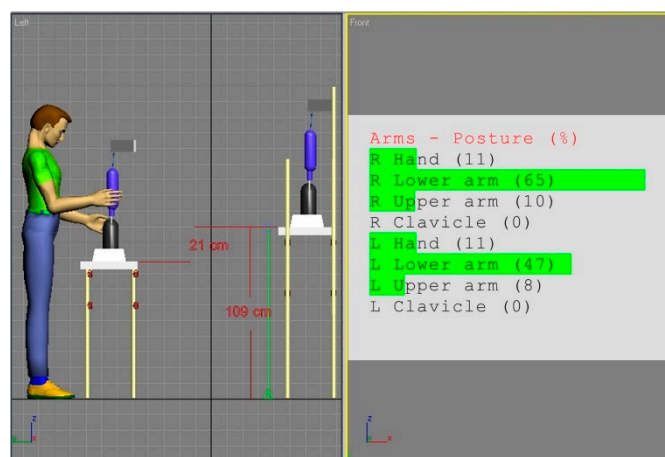 Left
21 cm
109 cm
z
x
Front
Arms - Posture (%)
R Hand (11)
R Lower arm (65)
R Upper arm (10)
R Clavicle (0)
L Hand (11)
L Lower arm (47)
L Upper arm (8)
L Clavicle (0)
z
x